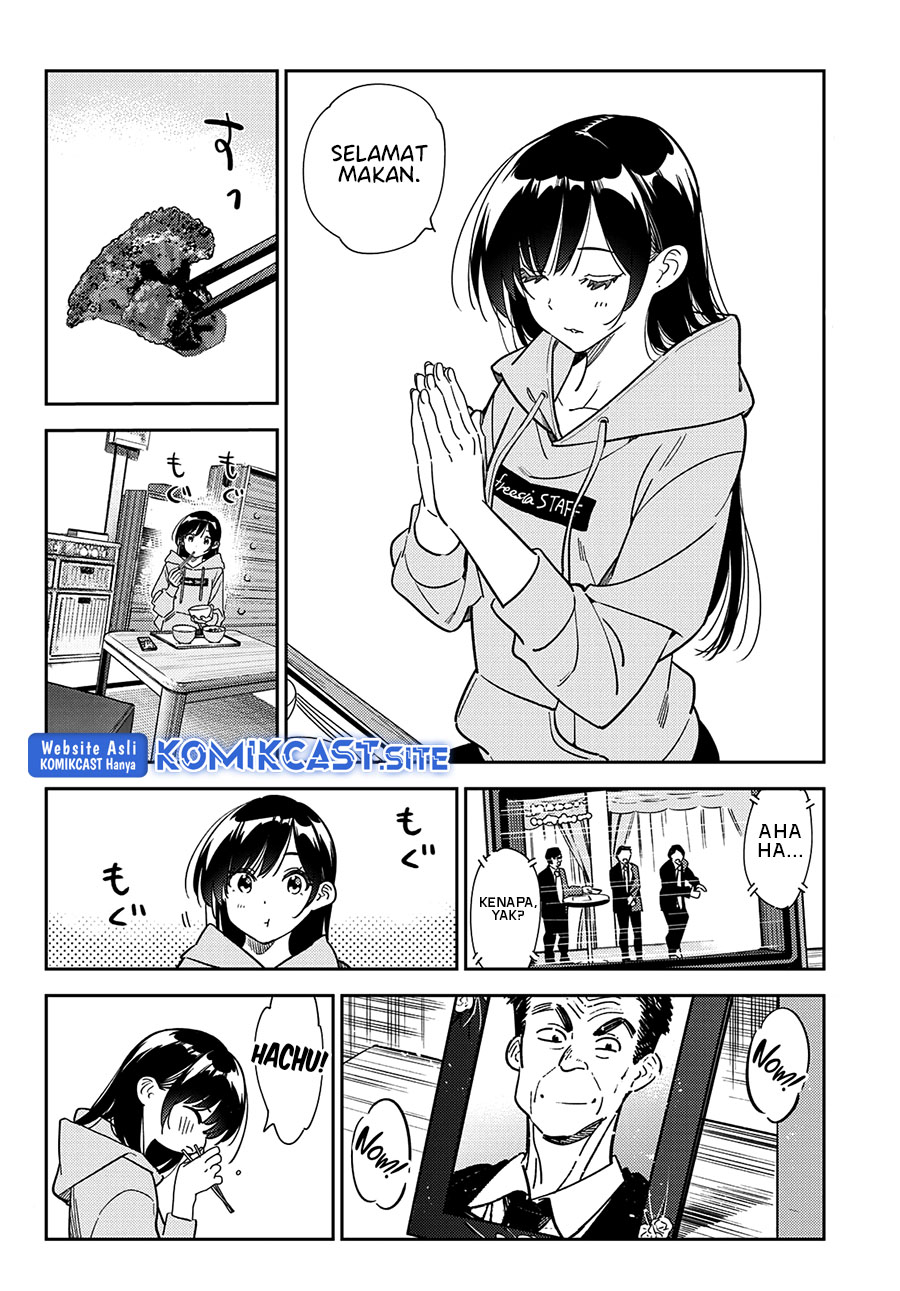 SELAMAT
MAKAN.
freesia STAFF
すっ
もぐ
もぐ
Website Asli
KOMIKCAST Hanya
KOMIKCAST.SITE
AHA
HA...
KENAPA,
YAK?
もぐ
もぐ
Now!
Now!
HACHU!